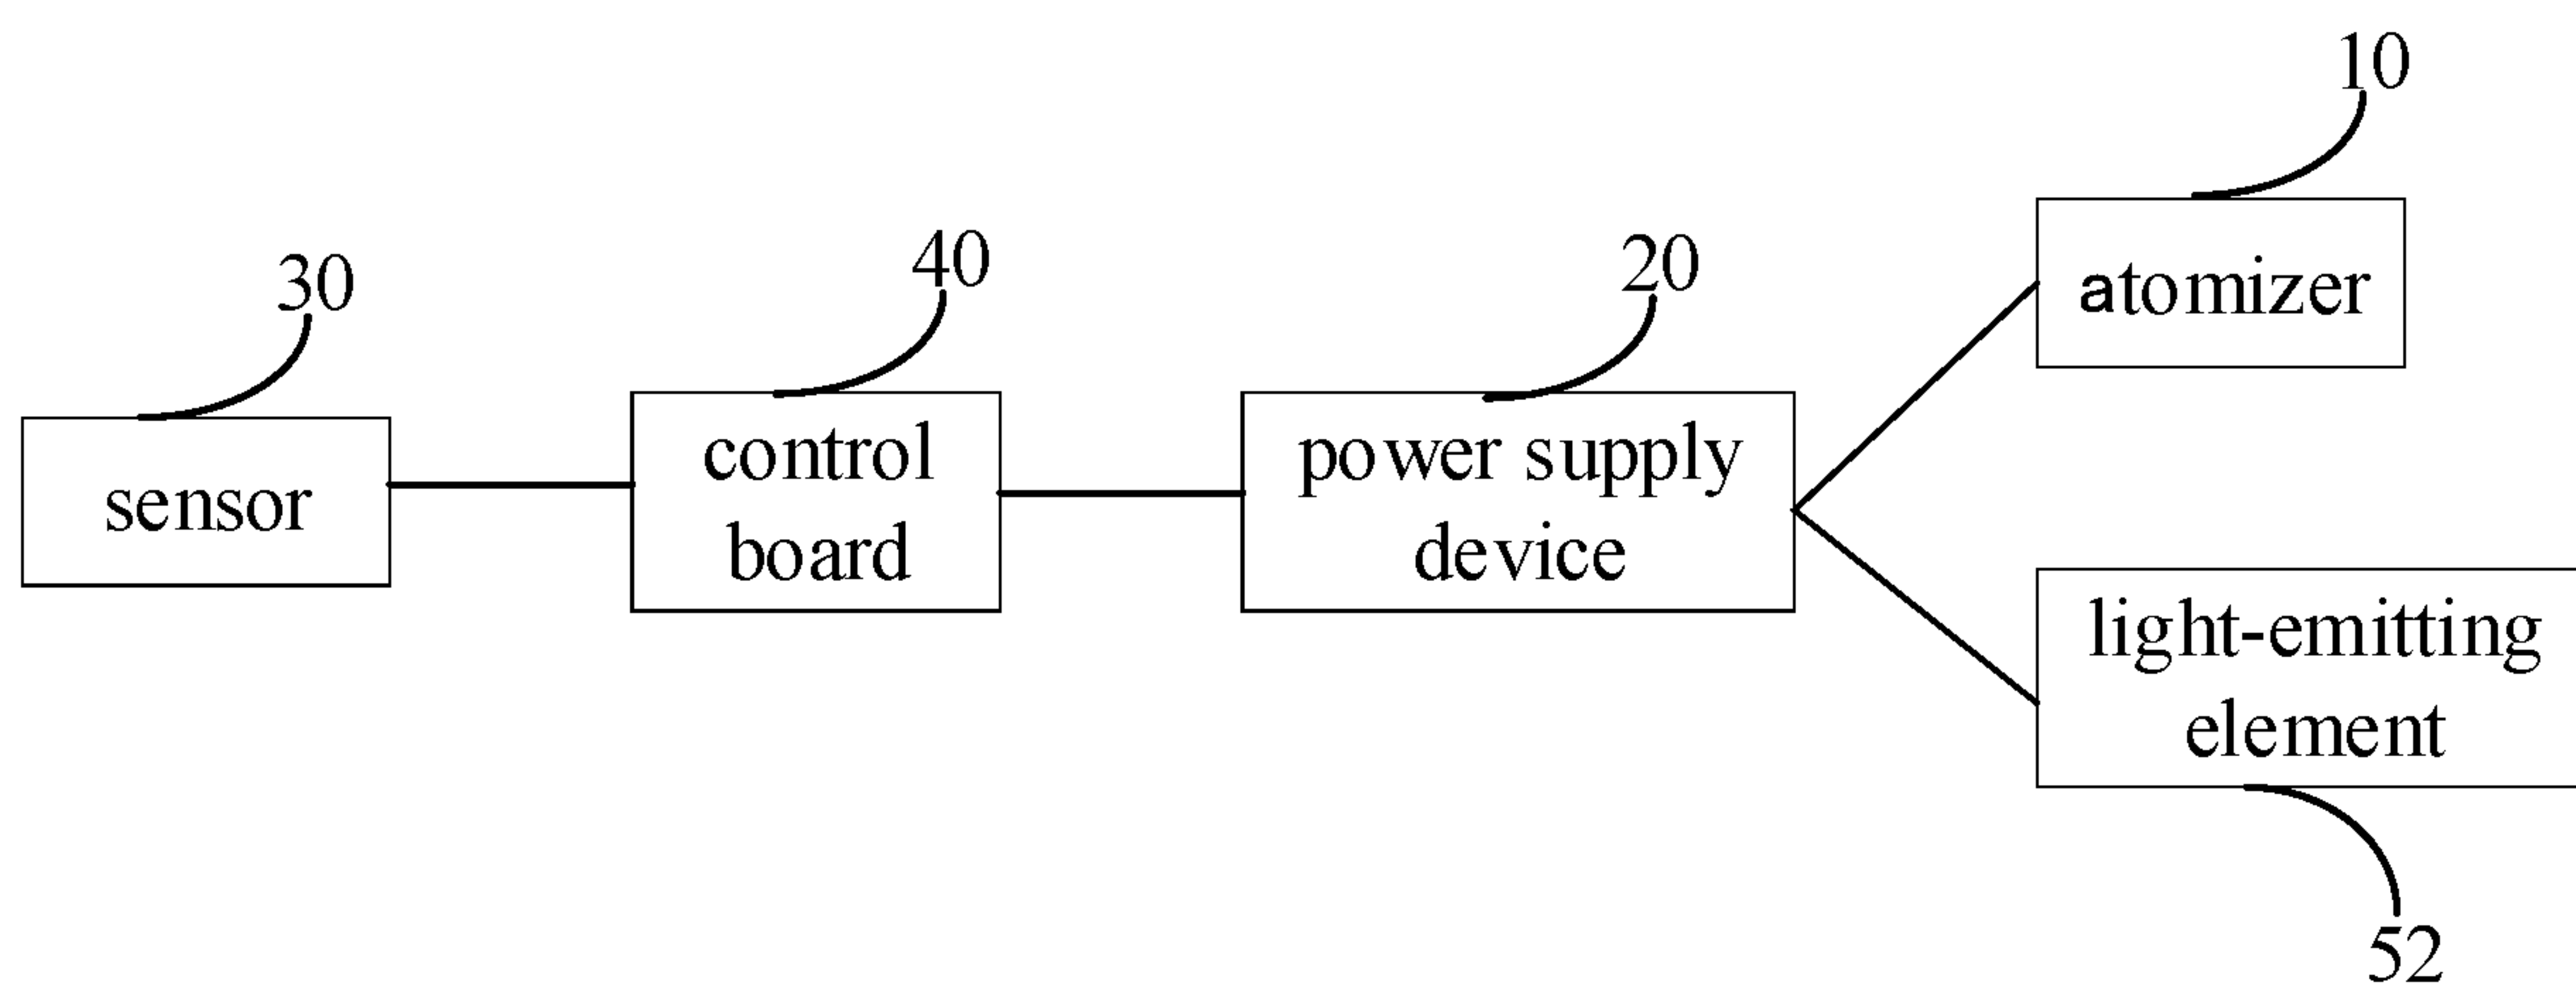 10
atomizer
30
sensor
40
control
board
20
power supply
device
light-emitting
element
52